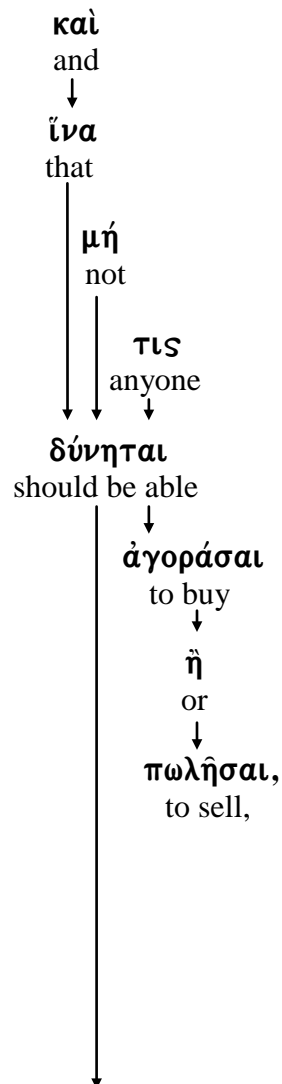 καὶ
and
ἵνα
that
μή
not
τις
anyone
δύνηται
should be able
ἀγοράσαι
to buy
ἢ
or
πωλῆσαι,
to sell,